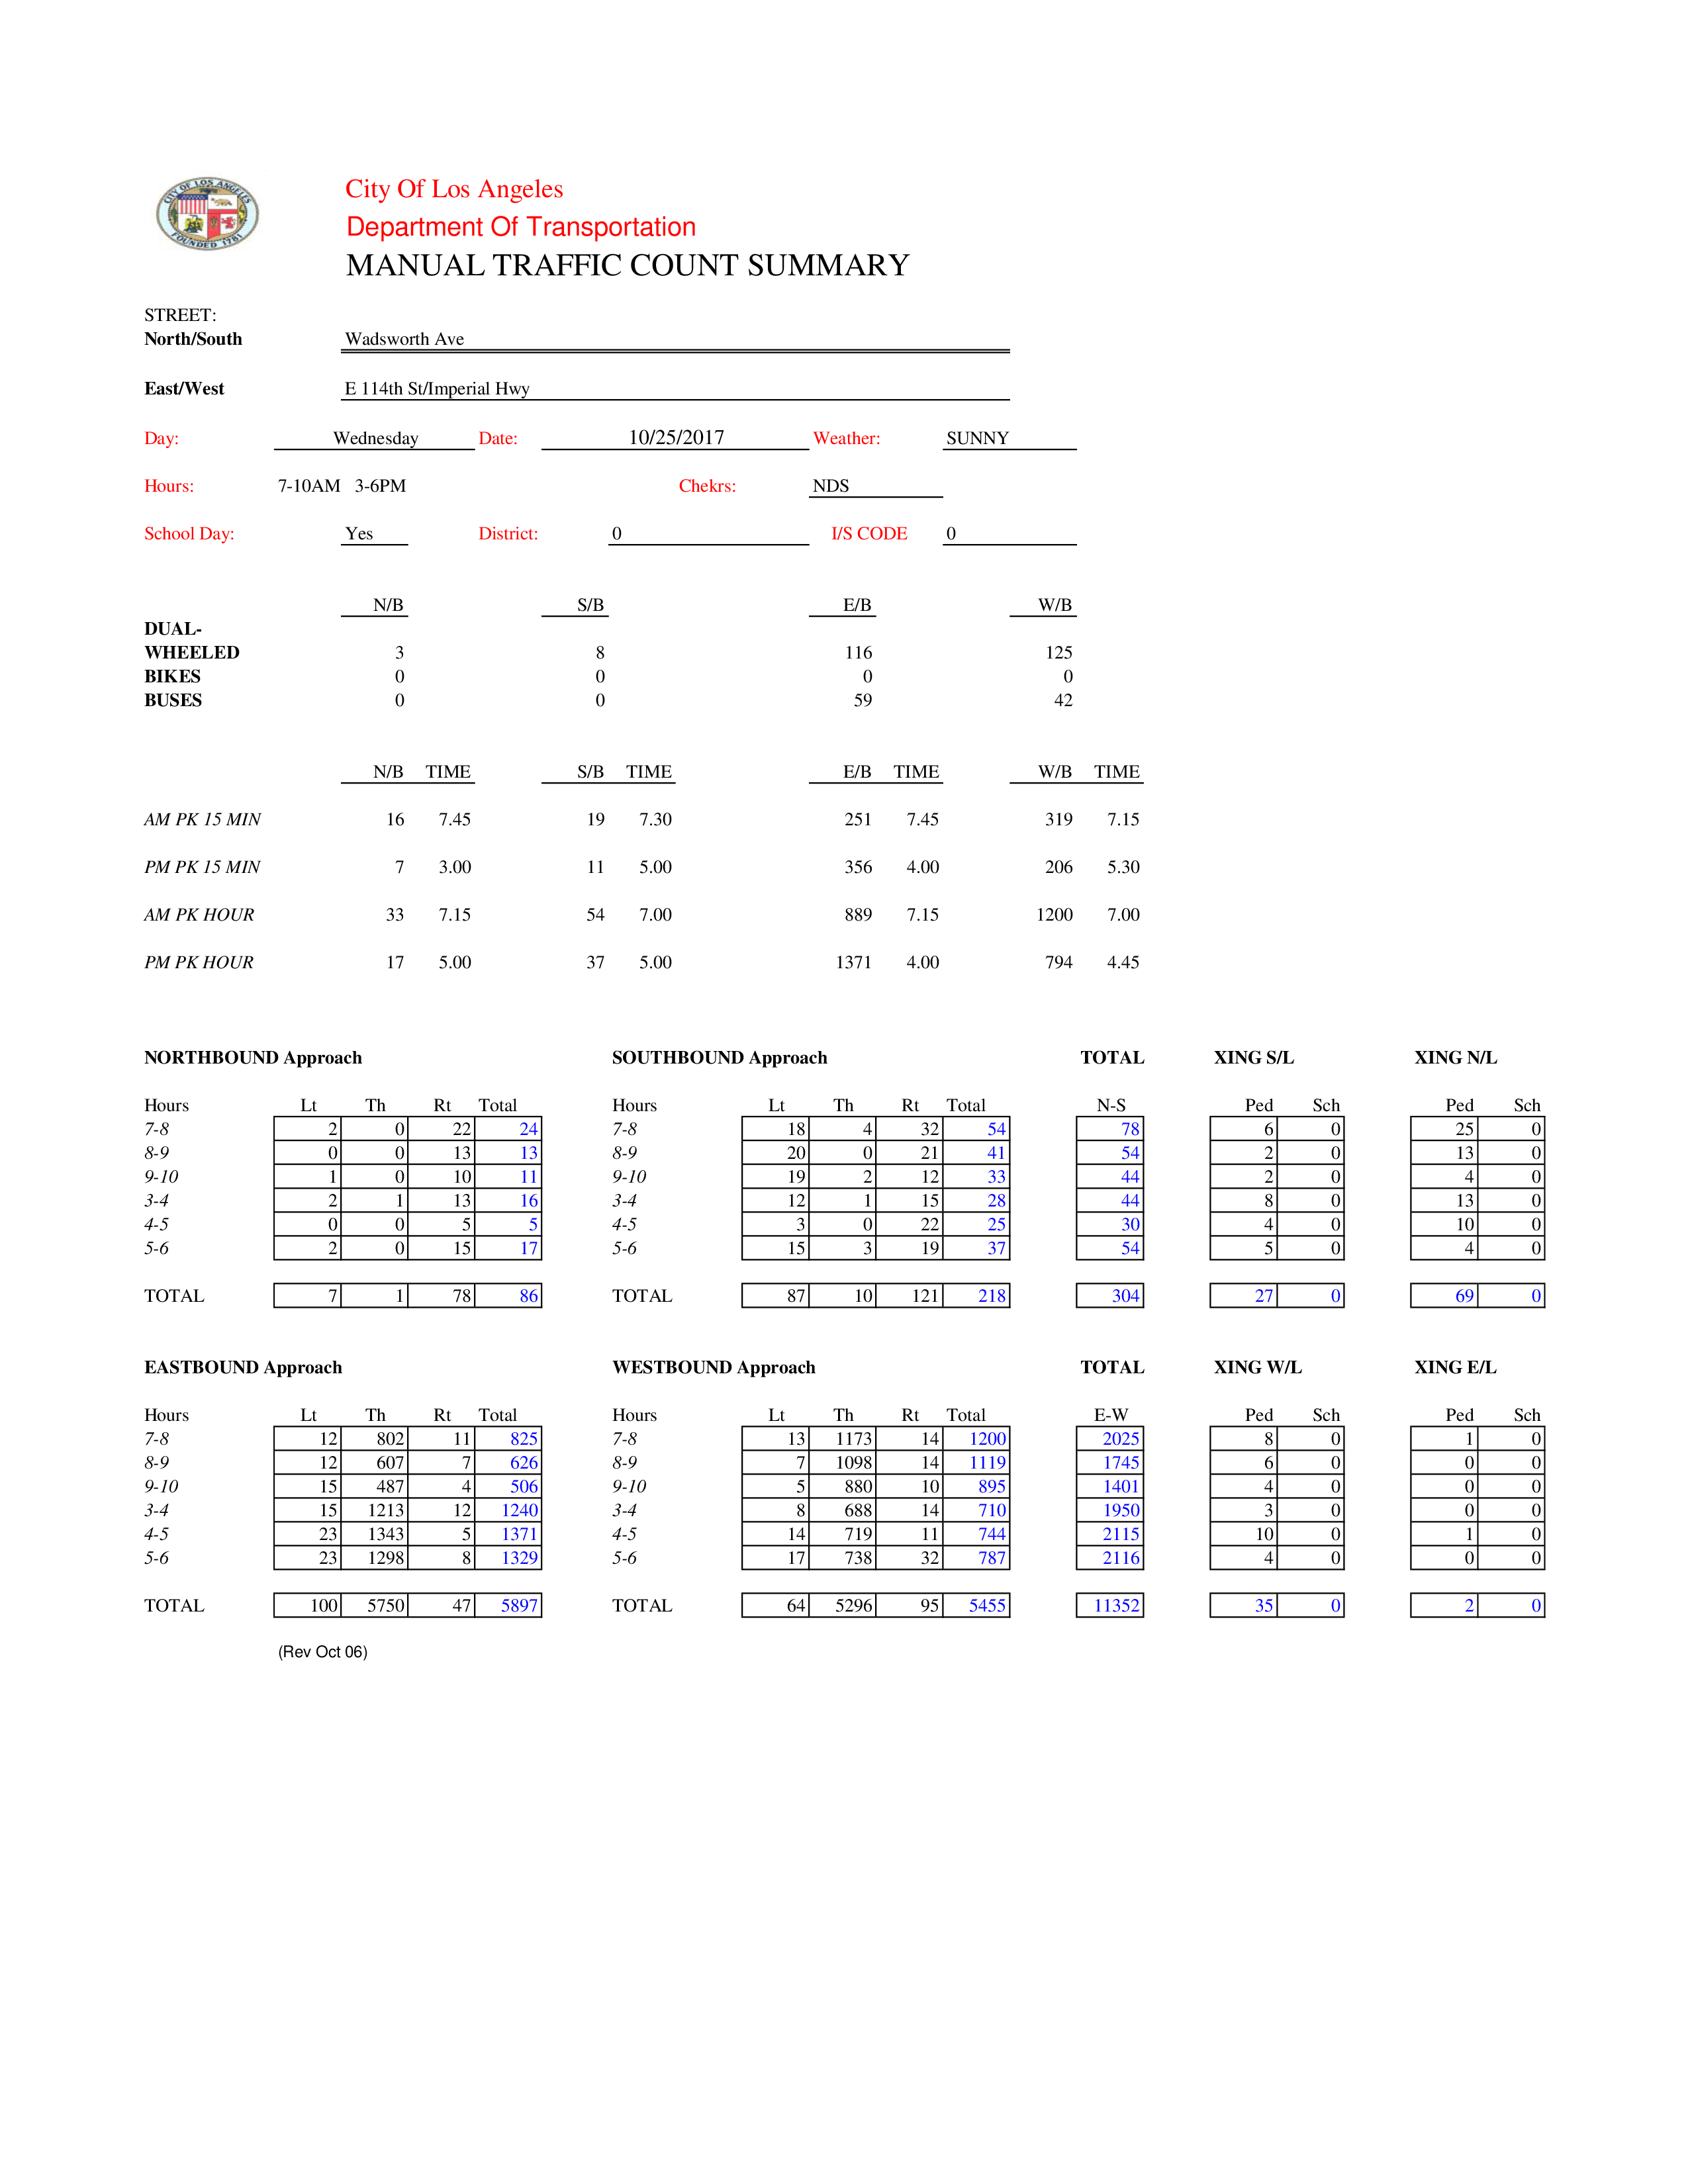 CITY OF LOS ANGELES
FOUNDED 1781
City Of Los Angeles
Department Of Transportation
MANUAL TRAFFIC COUNT SUMMARY
STREET:
North/South Wadsworth Ave
East/West E 114th St/Imperial Hwy
Day: Wednesday Date: 10/25/2017 Weather: SUNNY
Hours: 7-10AM 3-6PM Chekrs: NDS
School Day: Yes District: 0 I/S CODE 0
N/B S/B E/B W/B
DUAL-
WHEELED 3 8 116 125
BIKES 0 0 0 0
BUSES 0 0 59 42
N/B TIME S/B TIME E/B TIME W/B TIME
AM PK 15 MIN 16 7.45 19 7.30 251 7.45 319 7.15
PM PK 15 MIN 7 3.00 11 5.00 356 4.00 206 5.30
AM PK HOUR 33 7.15 54 7.00 889 7.15 1200 7.00
PM PK HOUR 17 5.00 37 5.00 1371 4.00 794 4.45
NORTHBOUND Approach SOUTHBOUND Approach TOTAL XING S/L XING N/L
Hours Lt Th Rt Total Hours Lt Th Rt Total N-S Ped Sch Ped Sch
7-8 2 0 22 24 7-8 18 4 32 54 78 6 0 25 0
8-9 0 0 13 13 8-9 20 0 21 41 54 2 0 13 0
9-10 1 0 10 11 9-10 19 2 12 33 44 2 0 4 0
3-4 2 1 13 16 3-4 12 1 15 28 44 8 0 13 0
4-5 0 0 5 5 4-5 3 0 22 25 30 4 0 10 0
5-6 2 0 15 17 5-6 15 3 19 37 54 5 0 4 0
TOTAL 7 1 78 86 TOTAL 87 10 121 218 304 27 0 69 0
EASTBOUND Approach WESTBOUND Approach TOTAL XING W/L XING E/L
Hours Lt Th Rt Total Hours Lt Th Rt Total E-W Ped Sch Ped Sch
7-8 12 802 11 825 7-8 13 1173 14 1200 2025 8 0 1 0
8-9 12 607 7 626 8-9 7 1098 14 1119 1745 6 0 0 0
9-10 15 487 4 506 9-10 5 880 10 895 1401 4 0 0 0
3-4 15 1213 12 1240 3-4 8 688 14 710 1950 3 0 0 0
4-5 23 1343 5 1371 4-5 14 719 11 744 2115 10 0 1 0
5-6 23 1298 8 1329 5-6 17 738 32 787 2116 4 0 0 0
TOTAL 100 5750 47 5897 TOTAL 64 5296 95 5455 11352 35 0 2 0
(Rev Oct 06)